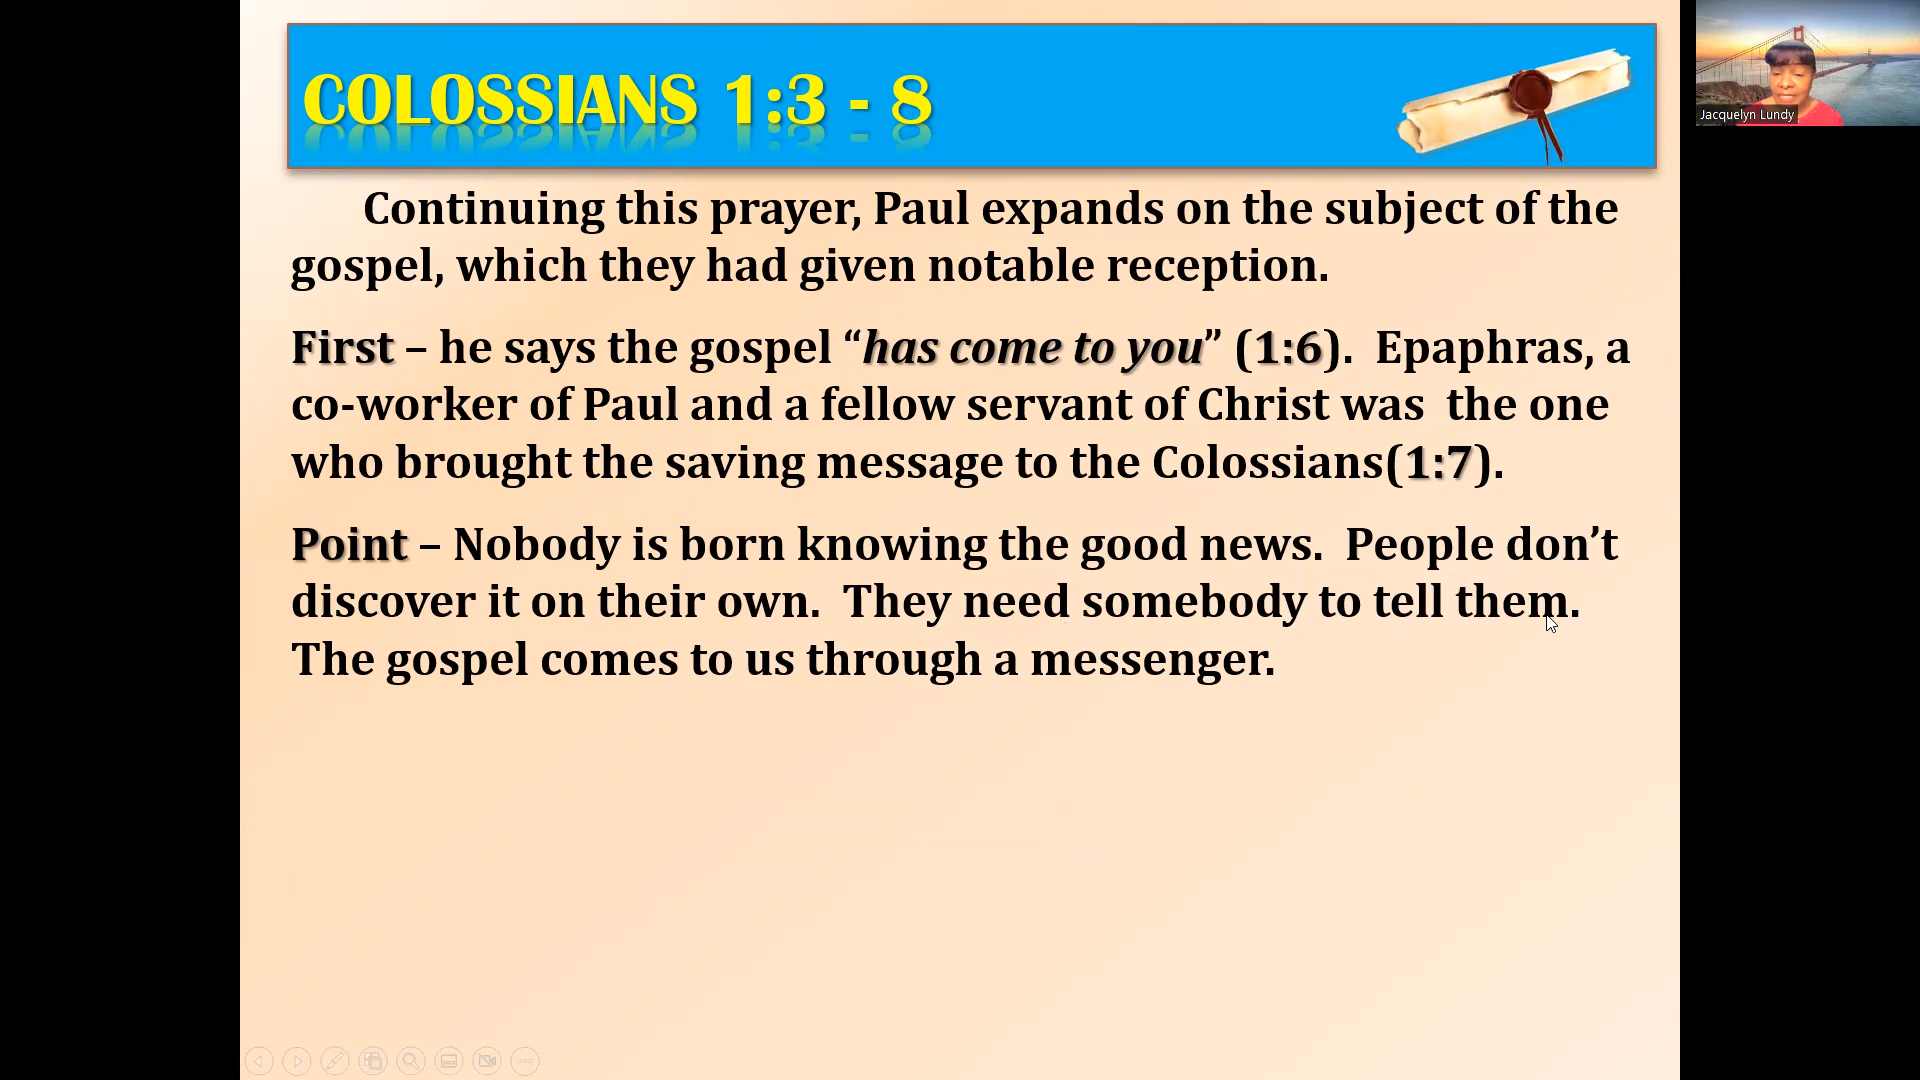 COLOSSIANS 1:3 - 8
Jacquelyn Lundy
Continuing this prayer, Paul expands on the subject of the
gospel, which they had given notable reception.
First – he says the gospel “has come to you” (1:6).  Epaphras, a
co-worker of Paul and a fellow servant of Christ was  the one
who brought the saving message to the Colossians(1:7).
Point – Nobody is born knowing the good news.  People don’t
discover it on their own.  They need somebody to tell them.
The gospel comes to us through a messenger.